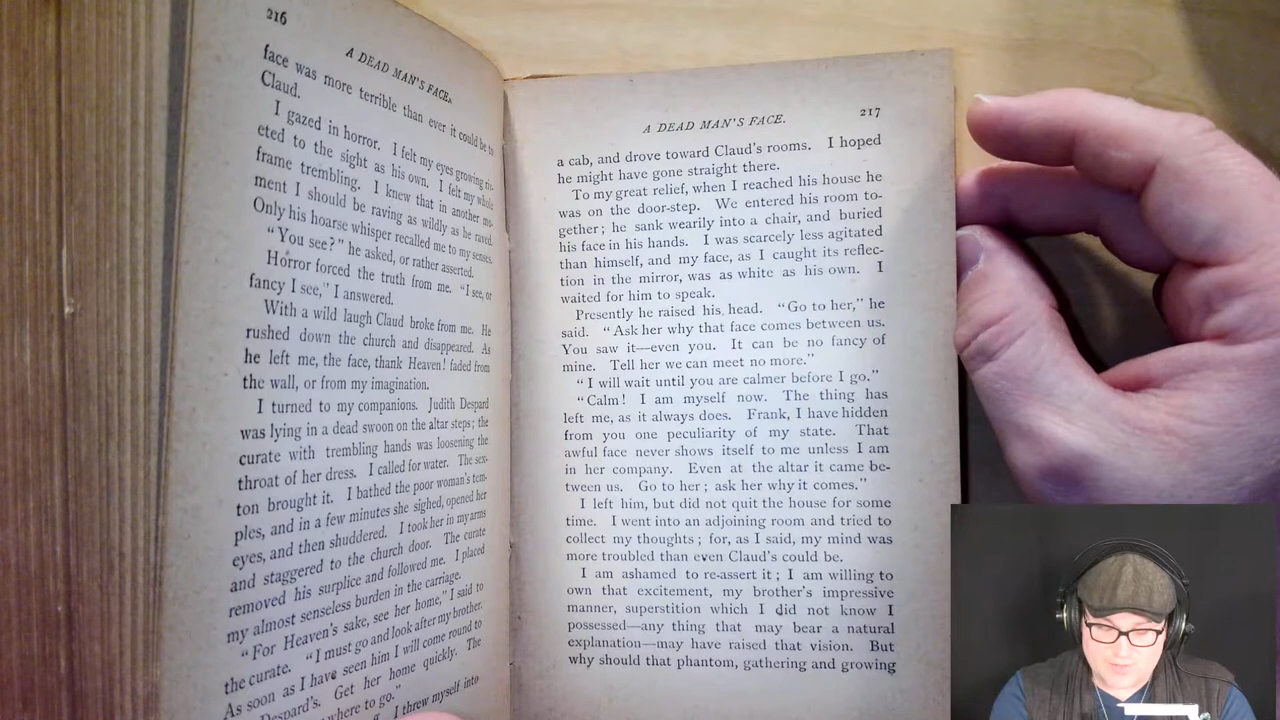 216
A DEAD MAN'S FACE.
face was more terrible than ever it could be to
Claud.
I gazed in horror. I felt my eyes growing riv-
eted to the sight as his own. I felt my whole
frame trembling. I knew that in another mo-
ment I should be raving as wildly as he raved.
Only his hoarse whisper recalled me to my senses.
"You see?" he asked, or rather asserted.
Horror forced the truth from me. "I see, or
fancy I see," I answered.
With a wild laugh Claud broke from me. He
rushed down the church and disappeared. As
he left me, the face, thank Heaven! faded from
the wall, or from my imagination.
I turned to my companions. Judith Despard
was lying in a dead swoon on the altar steps; the
curate with trembling hands was loosening the
throat of her dress. I called for water. The sex-
ton brought it. I bathed the poor woman's tem-
ples, and in a few minutes she sighed, opened her
eyes, and then shuddered. I took her in my arms
and staggered to the church door. The curate
removed his surplice and followed me. I placed
my almost senseless burden in the carriage.
"For Heaven's sake, see her home," I said to
the curate. "I must go and look after my brother.
As soon as I have seen him I will come round to
Despard's. Get her home quickly. The
where to go."
I threw myself into
217
A DEAD MAN'S FACE.
a cab, and drove toward Claud's rooms. I hoped
he might have gone straight there.
To my great relief, when I reached his house he
was on the door-step. We entered his room to-
gether; he sank wearily into a chair, and buried
his face in his hands. I was scarcely less agitated
than himself, and my face, as I caught its reflec-
tion in the mirror, was as white as his own. I
waited for him to speak.
Presently he raised his head. "Go to her," he
said. "Ask her why that face comes between us.
You saw it—even you. It can be no fancy of
mine. Tell her we can meet no more."
"I will wait until you are calmer before I go."
"Calm! I am myself now. The thing has
left me, as it always does. Frank, I have hidden
from you one peculiarity of my state. That
awful face never shows itself to me unless I am
in her company. Even at the altar it came be-
tween us. Go to her; ask her why it comes."
I left him, but did not quit the house for some
time. I went into an adjoining room and tried to
collect my thoughts; for, as I said, my mind was
more troubled than even Claud's could be.
I am ashamed to re-assert it; I am willing to
own that excitement, my brother's impressive
manner, superstition which I did not know I
possessed—any thing that may bear a natural
explanation—may have raised that vision. But
why should that phantom, gathering and growing